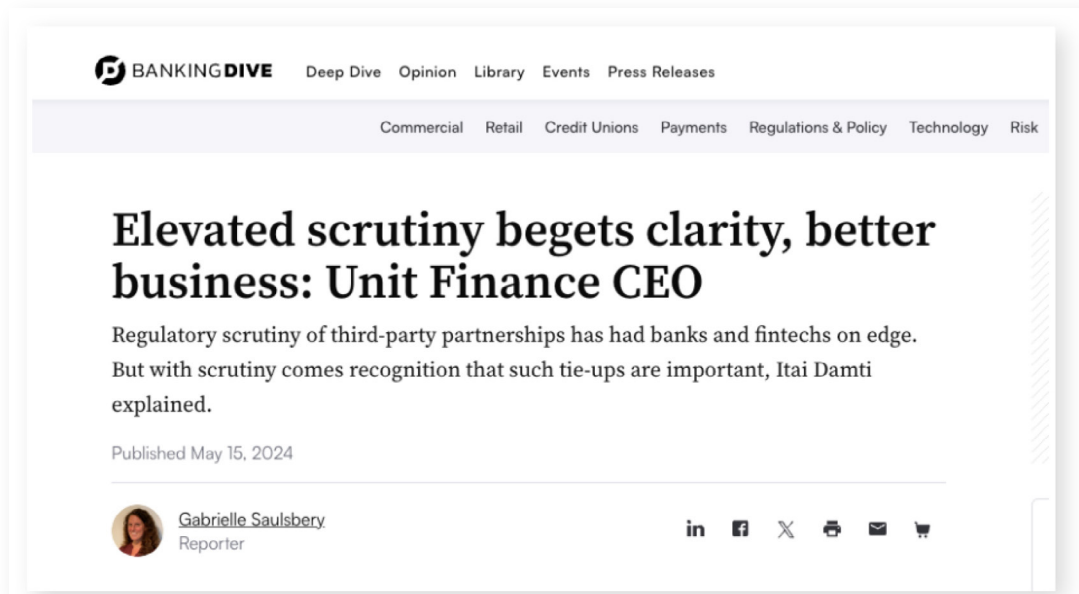 BANKINGDIVE Deep Dive Opinion Library Events Press Releases
Commercial Retail Credit Unions Payments Regulations & Policy Technology Risk
Elevated scrutiny begets clarity, better
business: Unit Finance CEO
Regulatory scrutiny of third-party partnerships has had banks and fintechs on edge.
But with scrutiny comes recognition that such tie-ups are important, Itai Damti
explained.
Published May 15, 2024
Gabrielle Saulsbery
Reporter